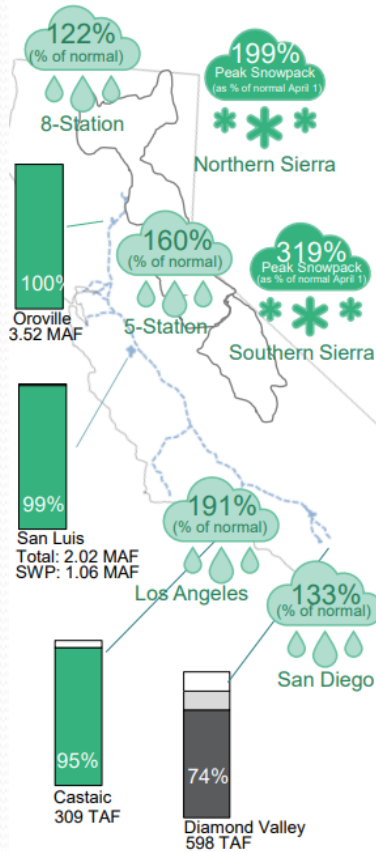 122%
(% of normal)
8-Station
199%
Peak Snowpack
(as % of normal April 1)
Northern Sierra
100%
Oroville
3.52 MAF
160%
(% of normal)
5-Station
319%
Peak Snowpack
(as % of normal April 1)
Southern Sierra
99%
San Luis
Total: 2.02 MAF
SWP: 1.06 MAF
191%
(% of normal)
Los Angeles
133%
(% of normal)
San Diego
95%
Castaic
309 TAF
74%
Diamond Valley
598 TAF